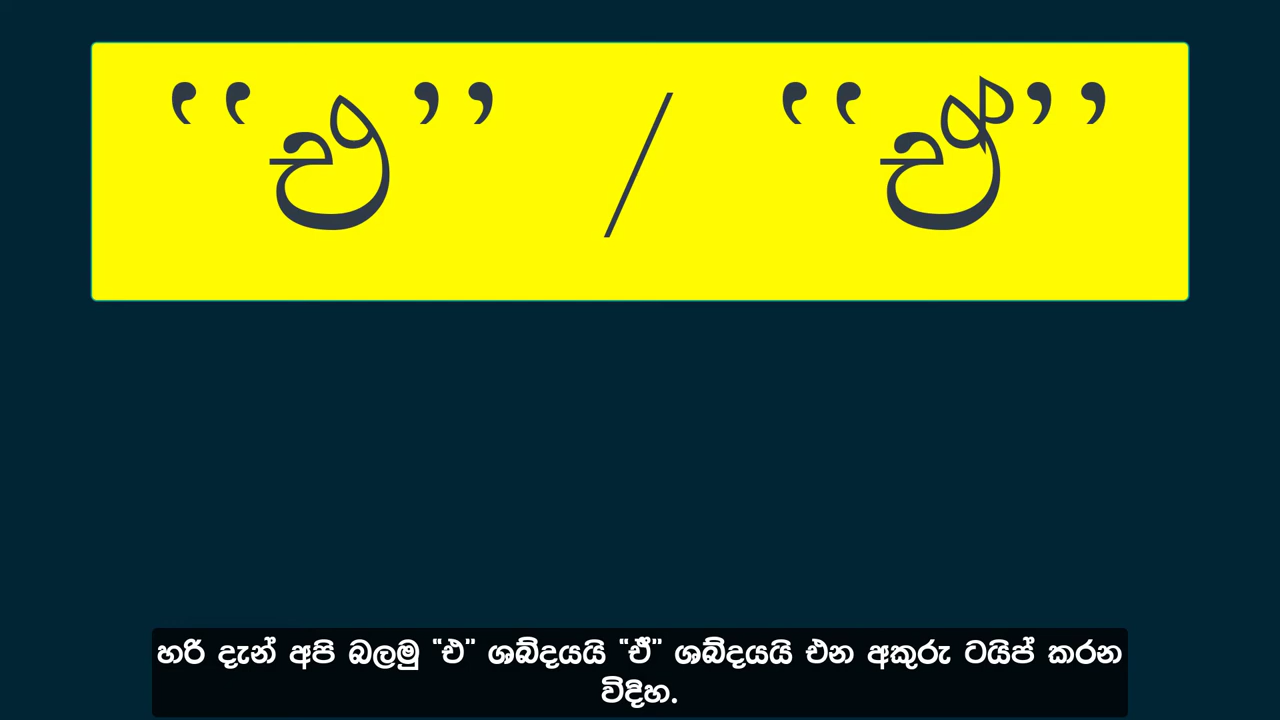 ‘‘එ’’ / ‘‘ඒ’’
හරි දැන් අපි බලමු “එ” ශබ්දයයි “ඒ” ශබ්දයයි එන අකුරු ටයිප් කරන
විදිහ.